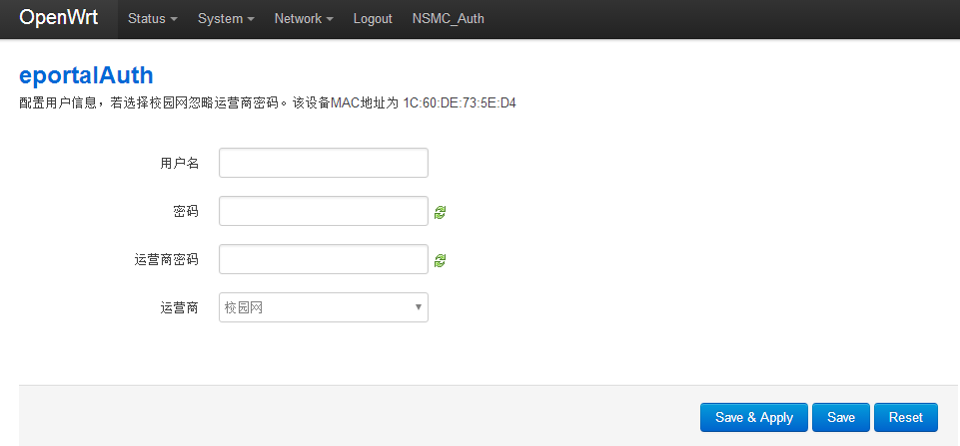 OpenWrt Status System Network Logout NSMC_Auth
eportalAuth
配置用户信息，若选择校园网忽略运营商密码。该设备MAC地址为 1C:60:DE:73:5E:D4
用户名
密码
运营商密码
运营商 校园网
Save & Apply Save Reset